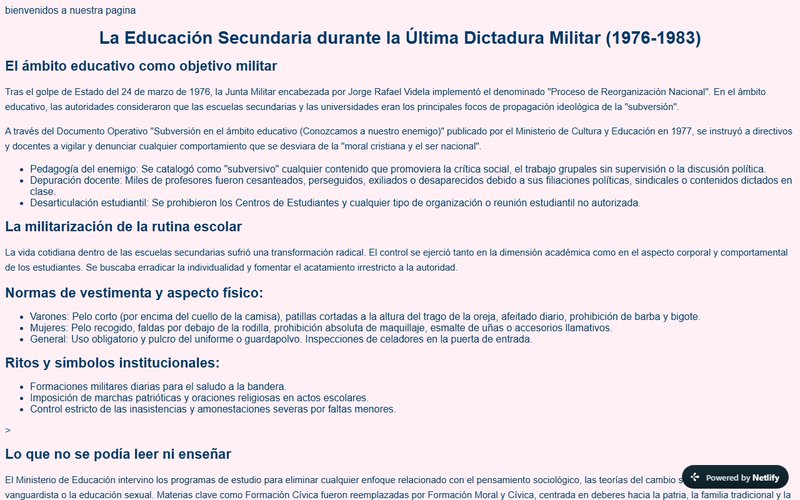 bienvenidos a nuestra pagina
La Educación Secundaria durante la Última Dictadura Militar (1976-1983)
El ámbito educativo como objetivo militar
Tras el golpe de Estado del 24 de marzo de 1976, la Junta Militar encabezada por Jorge Rafael Videla implementó el denominado "Proceso de Reorganización Nacional". En el ámbito
educativo, las autoridades consideraron que las escuelas secundarias y las universidades eran los principales focos de propagación ideológica de la "subversión".
A través del Documento Operativo "Subversión en el ámbito educativo (Conozcamos a nuestro enemigo)" publicado por el Ministerio de Cultura y Educación en 1977, se instruyó a directivos
y docentes a vigilar y denunciar cualquier comportamiento que se desviara de la "moral cristiana y el ser nacional".
• Pedagogía del enemigo: Se catalogó como "subversivo" cualquier contenido que promoviera la crítica social, el trabajo grupales sin supervisión o la discusión política.
• Depuración docente: Miles de profesores fueron cesanteados, perseguidos, exiliados o desaparecidos debido a sus filiaciones políticas, sindicales o contenidos dictados en
clase.
• Desarticulación estudiantil: Se prohibieron los Centros de Estudiantes y cualquier tipo de organización o reunión estudiantil no autorizada.
La militarización de la rutina escolar
La vida cotidiana dentro de las escuelas secundarias sufrió una transformación radical. El control se ejerció tanto en la dimensión académica como en el aspecto corporal y comportamental
de los estudiantes. Se buscaba erradicar la individualidad y fomentar el acatamiento irrestricto a la autoridad.
Normas de vestimenta y aspecto físico:
• Varones: Pelo corto (por encima del cuello de la camisa), patillas cortadas a la altura del trago de la oreja, afeitado diario, prohibición de barba y bigote.
• Mujeres: Pelo recogido, faldas por debajo de la rodilla, prohibición absoluta de maquillaje, esmalte de uñas o accesorios llamativos.
• General: Uso obligatorio y pulcro del uniforme o guardapolvo. Inspecciones de celadores en la puerta de entrada.
Ritos y símbolos institucionales:
• Formaciones militares diarias para el saludo a la bandera.
• Imposición de marchas patrióticas y oraciones religiosas en actos escolares.
• Control estricto de las inasistencias y amonestaciones severas por faltas menores.
>
Lo que no se podía leer ni enseñar
El Ministerio de Educación intervino los programas de estudio para eliminar cualquier enfoque relacionado con el pensamiento sociológico, las teorías del cambio
vanguardista o la educación sexual. Materias clave como Formación Cívica fueron reemplazadas por Formación Moral y Cívica, centrada en deberes hacia la patria, la familia tradicional y la
Powered by Netlify